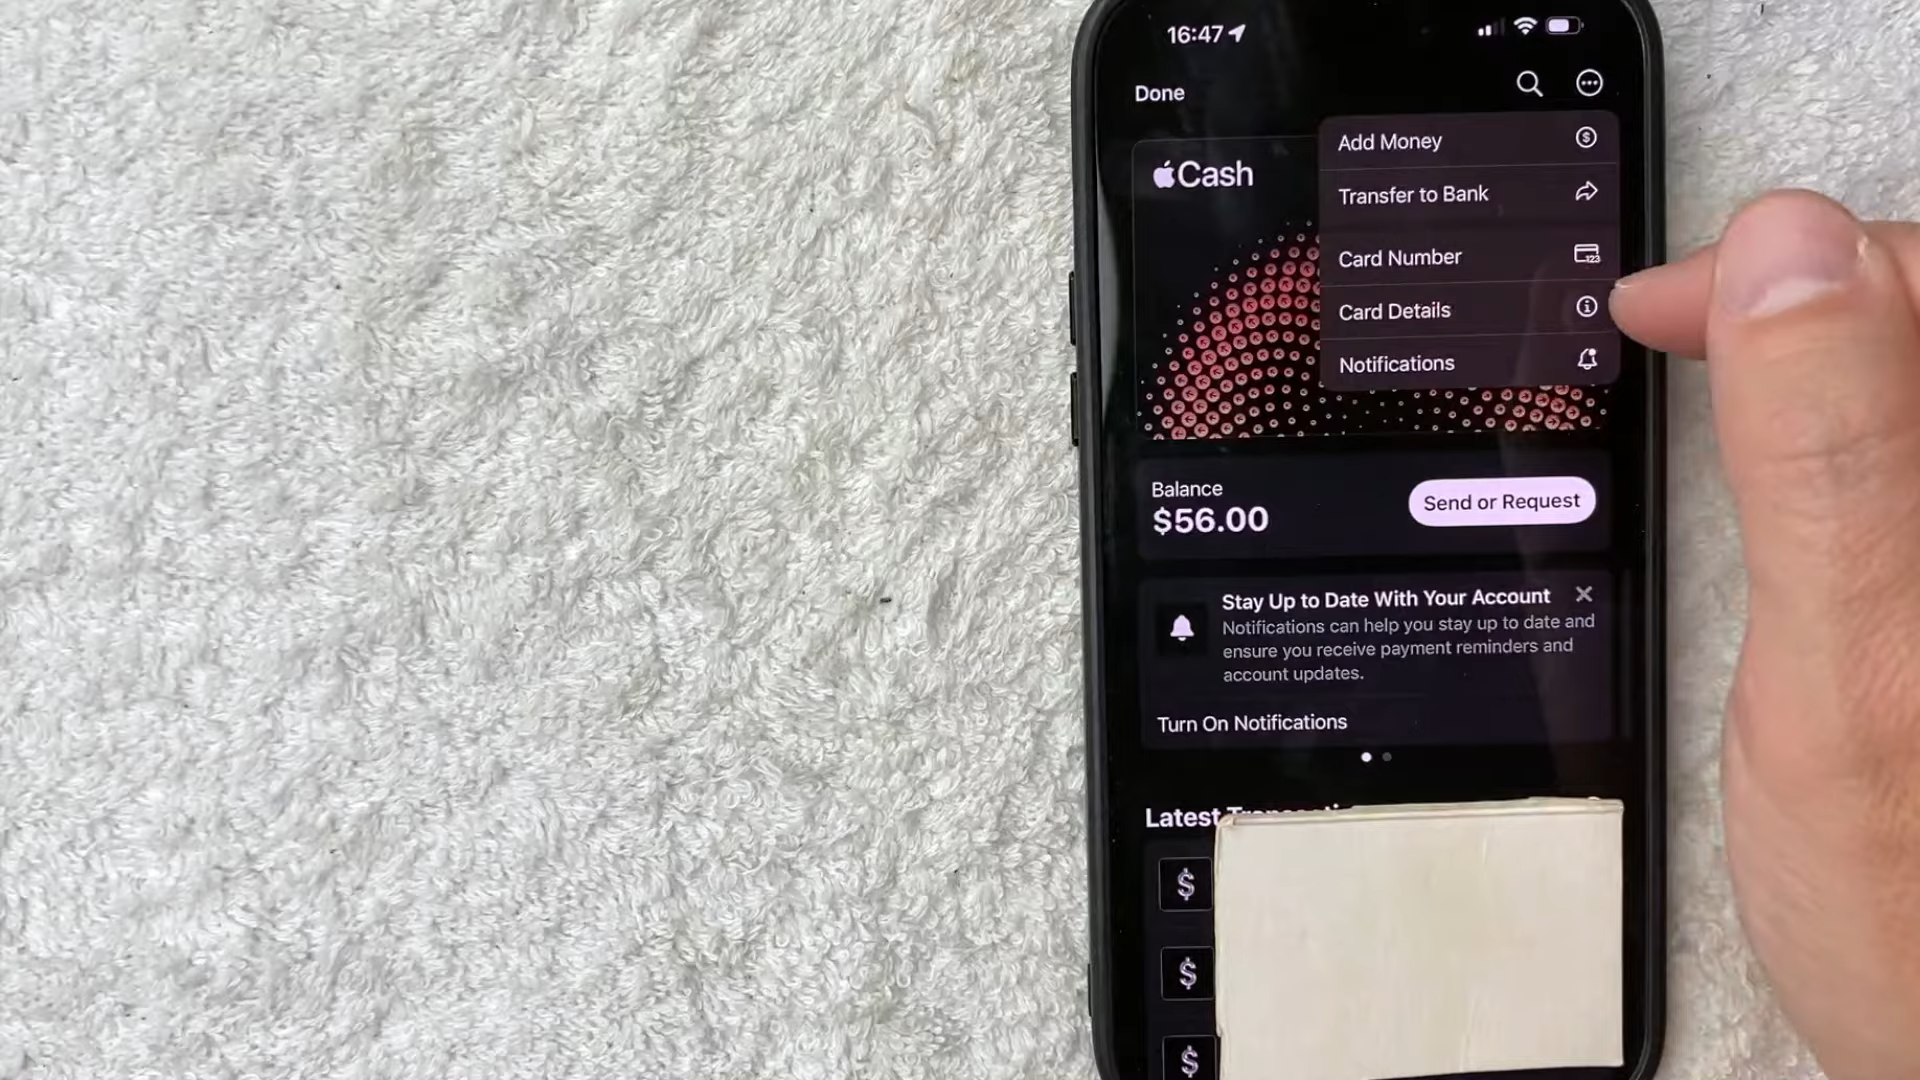 16:47
Done
Add Money
Cash
Transfer to Bank
Card Number
Card Details
Notifications
Balance
$56.00
Send or Request
Stay Up to Date With Your Account
Notifications can help you stay up to date and
ensure you receive payment reminders and
account updates.
Turn On Notifications
Latest
$
$
$